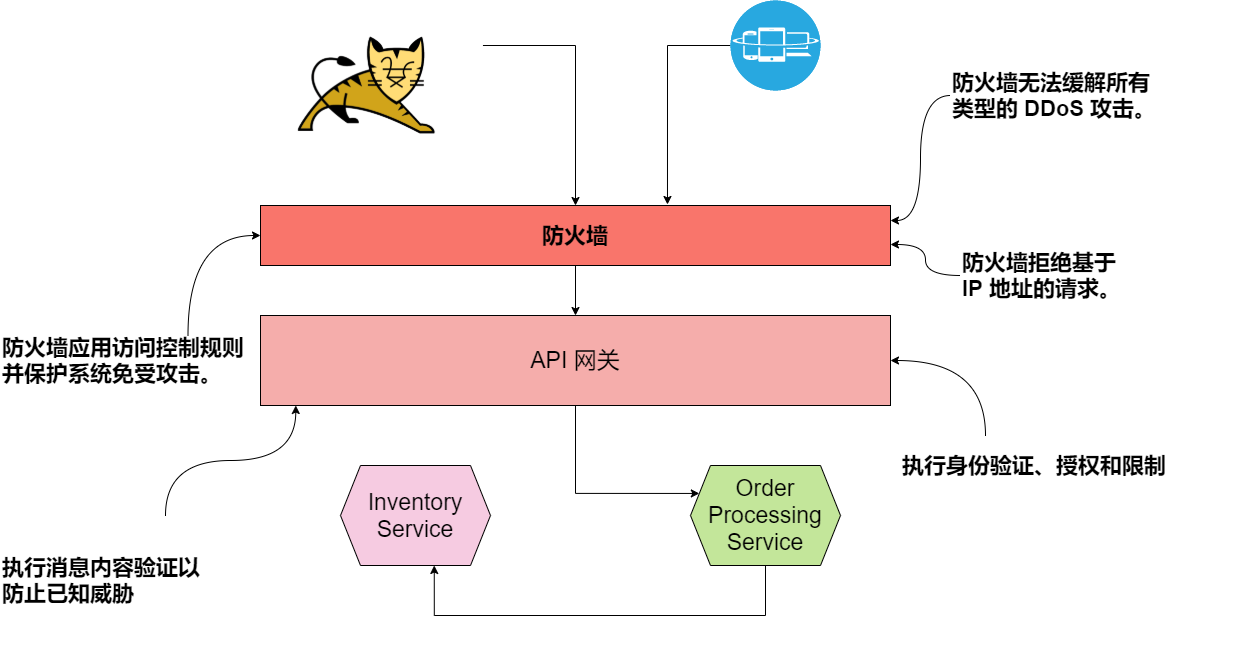 防火墙无法缓解所有
类型的 DDoS 攻击。
防火墙
防火墙拒绝基于
IP 地址的请求。
防火墙应用访问控制规则
并保护系统免受攻击。
API 网关
执行身份验证、授权和限制
Inventory
Service
Order
Processing
Service
执行消息内容验证以
防止已知威胁